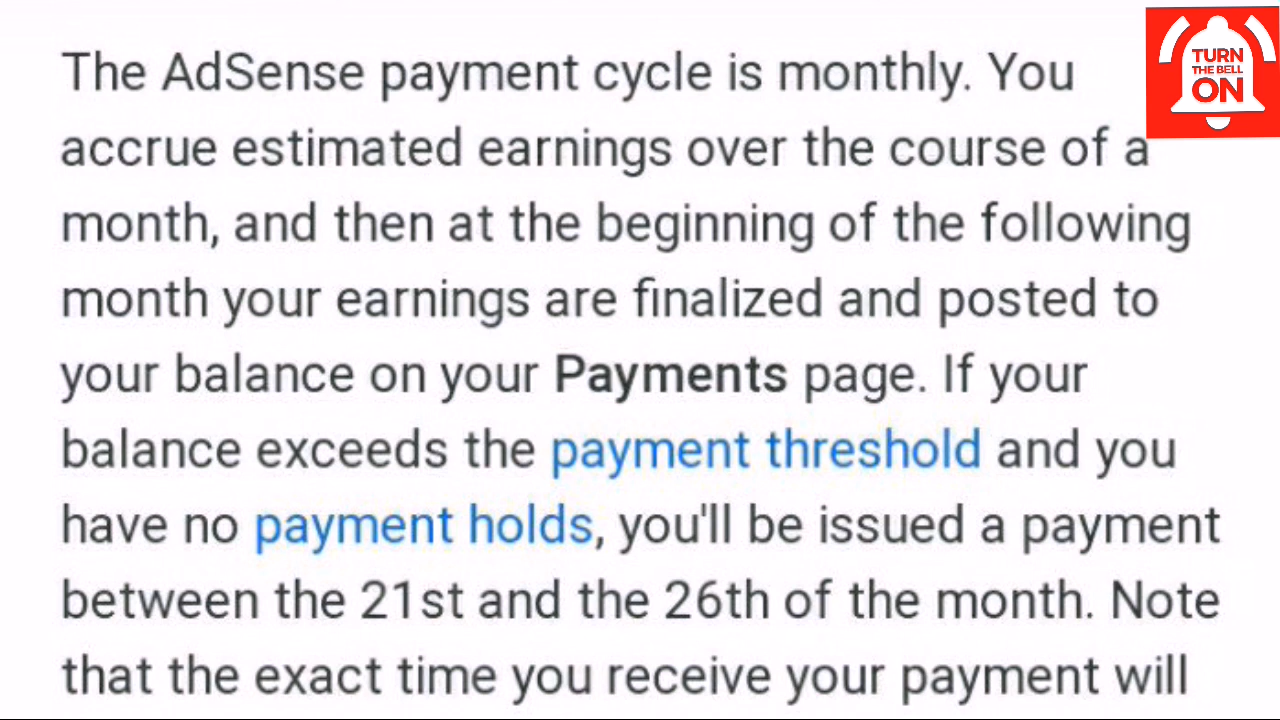 The AdSense payment cycle is monthly. You
accrue estimated earnings over the course of a
month, and then at the beginning of the following
month your earnings are finalized and posted to
your balance on your Payments page. If your
balance exceeds the payment threshold and you
have no payment holds, you'll be issued a payment
between the 21st and the 26th of the month. Note
that the exact time you receive your payment will
TURN
THE BELL
ON